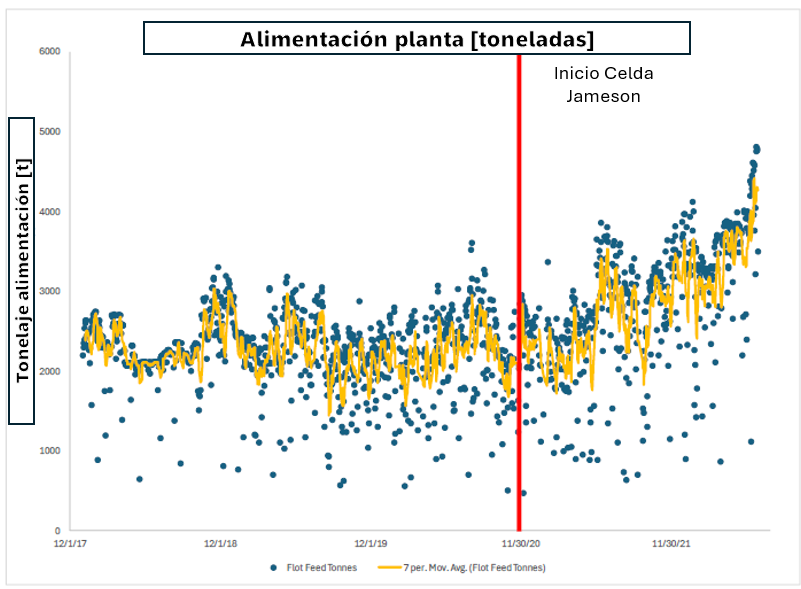 Alimentación planta [toneladas]
Inicio Celda
Jameson
Tonelaje alimentación [t]
6000
5000
4000
3000
2000
1000
0
12/1/17
12/1/18
12/1/19
11/30/20
11/30/21
Flot Feed Tonnes
7 per. Mov. Avg. (Flot Feed Tonnes)